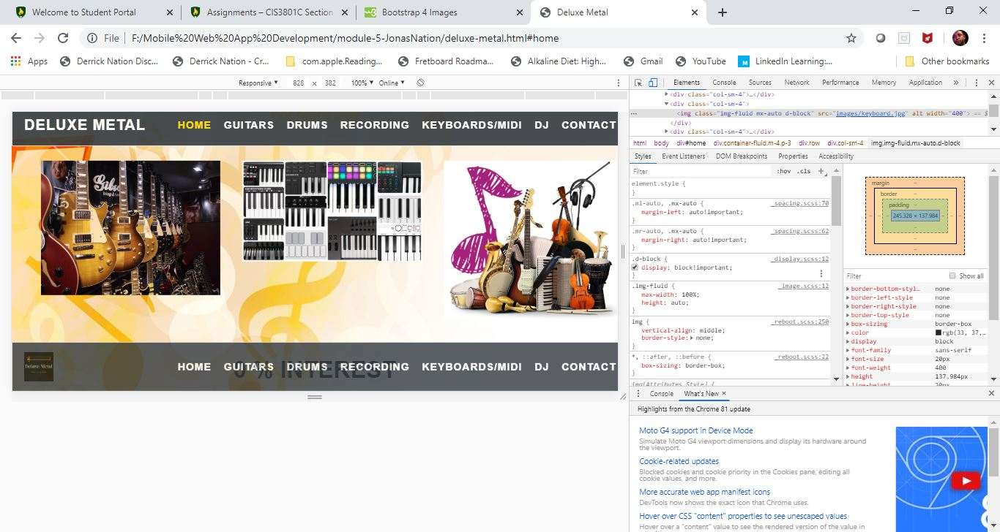 Welcome to Student Portal
Assignments – CIS3801C Section
Bootstrap 4 Images
Deluxe Metal
File
F:/Mobile%20Web%20App%20Development/module-5-JonasNation/deluxe-metal.html#home
Apps
Derrick Nation Disc...
Derrick Nation - Cr...
com.apple.Reading...
Fretboard Roadma...
Alkaline Diet: High...
Gmail
YouTube
LinkedIn Learning:...
Other bookmarks
Responsive ▼ 828 × 382 100% ▼ Online ▼
Elements Console Sources Network Performance Memory Application »
<div class="col-sm-4">…</div>
<div class="col-sm-4">
<img class="img-fluid mx-auto d-block" src="images/keyboard.jpg" alt width="400"> ==
</div>
<div class="col-sm-4">…</div>
html body div#home div.container-fluid.m-4.p-3 div.row div.col-sm-4 img.img-fluid.mx-auto.d-block
Styles Event Listeners DOM Breakpoints Properties Accessibility
DELUXE METAL
HOME GUITARS DRUMS RECORDING KEYBOARDS/MIDI DJ CONTACT
Gibson
HOME GUITARS DRUMS RECORDING KEYBOARDS/MIDI DJ CONTACT
Deluxe Metal
0 % INTEREST
Filter :hov .cls +
element.style {
}
.ml-auto, .mx-auto { _spacing.scss:70
margin-left: auto!important;
}
.mr-auto, .mx-auto { _spacing.scss:62
margin-right: auto!important;
}
.d-block { _display.scss:12
display: block!important;
}
.img-fluid { _image.scss:12
max-width: 100%;
height: auto;
}
img { _reboot.scss:250
vertical-align: middle;
border-style: none;
}
*, ::after, ::before { _reboot.scss:22
box-sizing: border-box;
}
img[Attributes Style] {
margin
border
padding
245.328 × 137.984
Filter Show all
border-bottom-styl… none
border-left-style none
border-right-style none
border-top-style none
box-sizing border-box
color rgb(33, 37,…
display block
font-family sans-serif
font-size 20px
font-weight 400
height 137.984px
line-height 30px
Console What's New ×
Highlights from the Chrome 81 update
Moto G4 support in Device Mode
Simulate Moto G4 viewport dimensions and display its hardware around
the viewport.
Cookie-related updates
Blocked cookies and cookie priority in the Cookies pane, editing all
cookie values, and more.
More accurate web app manifest icons
DevTools now shows the exact icon that Chrome uses.
Hover over CSS "content" properties to see unescaped values
Hover over a "content" value to see the rendered version of the value in